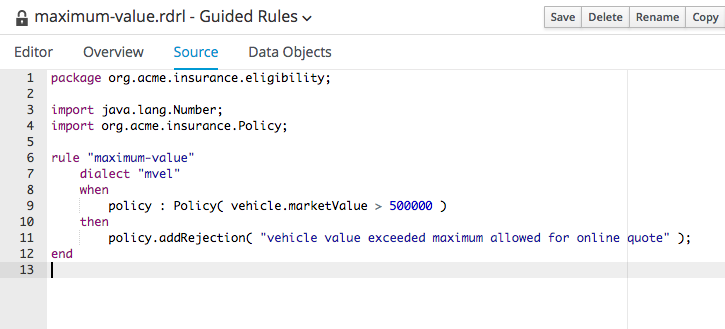 maximum-value.rdrl - Guided Rules
Save Delete Rename Copy
Editor Overview Source Data Objects
1 package org.acme.insurance.eligibility;
2
3 import java.lang.Number;
4 import org.acme.insurance.Policy;
5
6 rule "maximum-value"
7 dialect "mvel"
8 when
9 policy : Policy( vehicle.marketValue > 500000 )
10 then
11 policy.addRejection( "vehicle value exceeded maximum allowed for online quote" );
12 end
13